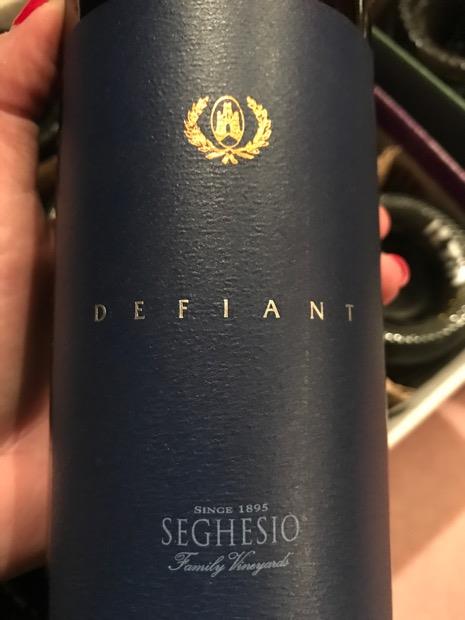 DEFIANT
SINCE 1895
SEGHESIO
Family Vineyards